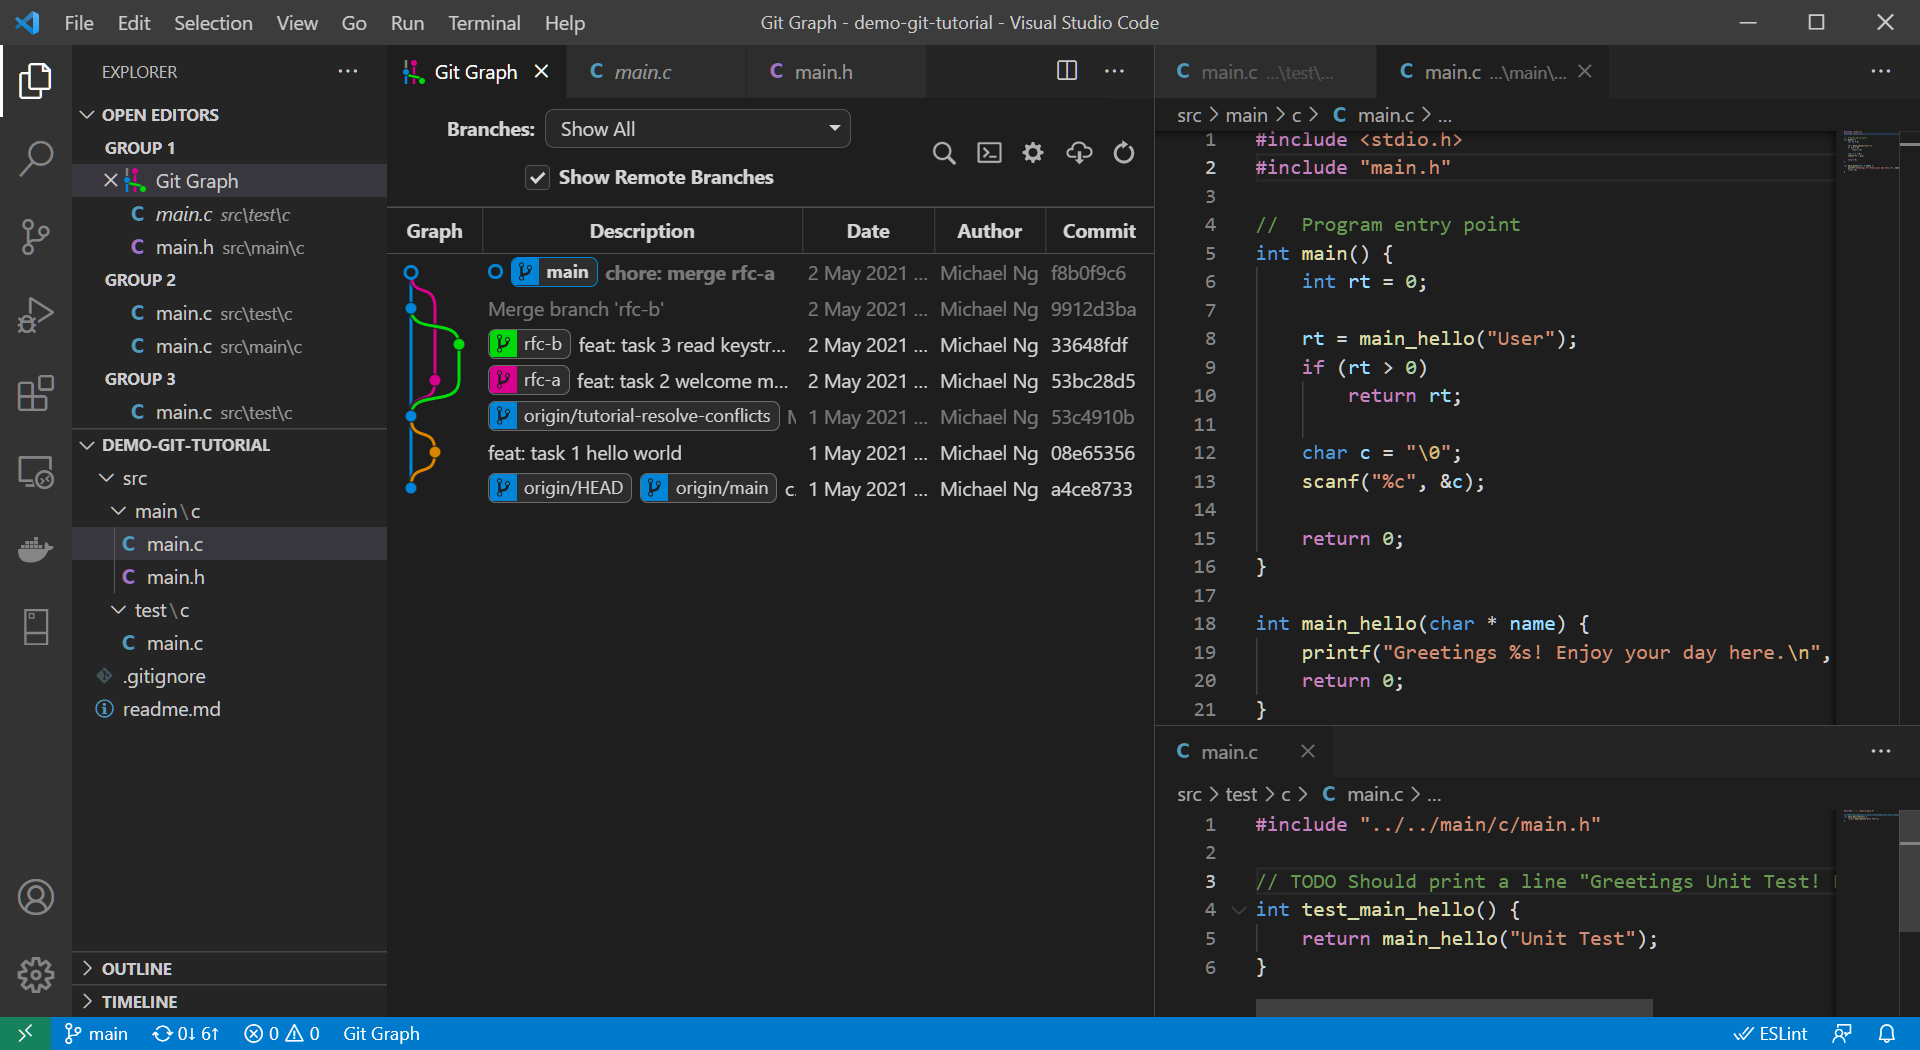 File Edit Selection View Go Run Terminal Help
Git Graph - demo-git-tutorial - Visual Studio Code
EXPLORER
OPEN EDITORS
GROUP 1
Git Graph
main.c src\test\c
main.h src\main\c
GROUP 2
main.c src\test\c
main.c src\main\c
GROUP 3
main.c src\test\c
DEMO-GIT-TUTORIAL
src
main\c
main.c
main.h
test\c
main.c
.gitignore
readme.md
OUTLINE
TIMELINE
Git Graph main.c main.h
Branches: Show All
Show Remote Branches
Graph Description Date Author Commit
main chore: merge rfc-a 2 May 2021 ... Michael Ng f8b0f9c6
Merge branch 'rfc-b' 2 May 2021 ... Michael Ng 9912d3ba
rfc-b feat: task 3 read keystr... 2 May 2021 ... Michael Ng 33648fdf
rfc-a feat: task 2 welcome m... 2 May 2021 ... Michael Ng 53bc28d5
origin/tutorial-resolve-conflicts 1 May 2021 ... Michael Ng 53c4910b
feat: task 1 hello world 1 May 2021 ... Michael Ng 08e65356
origin/HEAD origin/main c. 1 May 2021 ... Michael Ng a4ce8733
main.c ...\test\... main.c ...\main\...
src > main > c > C main.c > ...
1 #include <stdio.h>
2 #include "main.h"
3
4 //  Program entry point
5 int main() {
6     int rt = 0;
7
8     rt = main_hello("User");
9     if (rt > 0)
10         return rt;
11
12     char c = "\0";
13     scanf("%c", &c);
14
15     return 0;
16 }
17
18 int main_hello(char * name) {
19     printf("Greetings %s! Enjoy your day here.\n",
20     return 0;
21 }
main.c
src > test > c > C main.c > ...
1 #include "../../main/c/main.h"
2
3 // TODO Should print a line "Greetings Unit Test!
4 int test_main_hello() {
5     return main_hello("Unit Test");
6 }
main 0↓ 6↑ 0 0 Git Graph ESLint